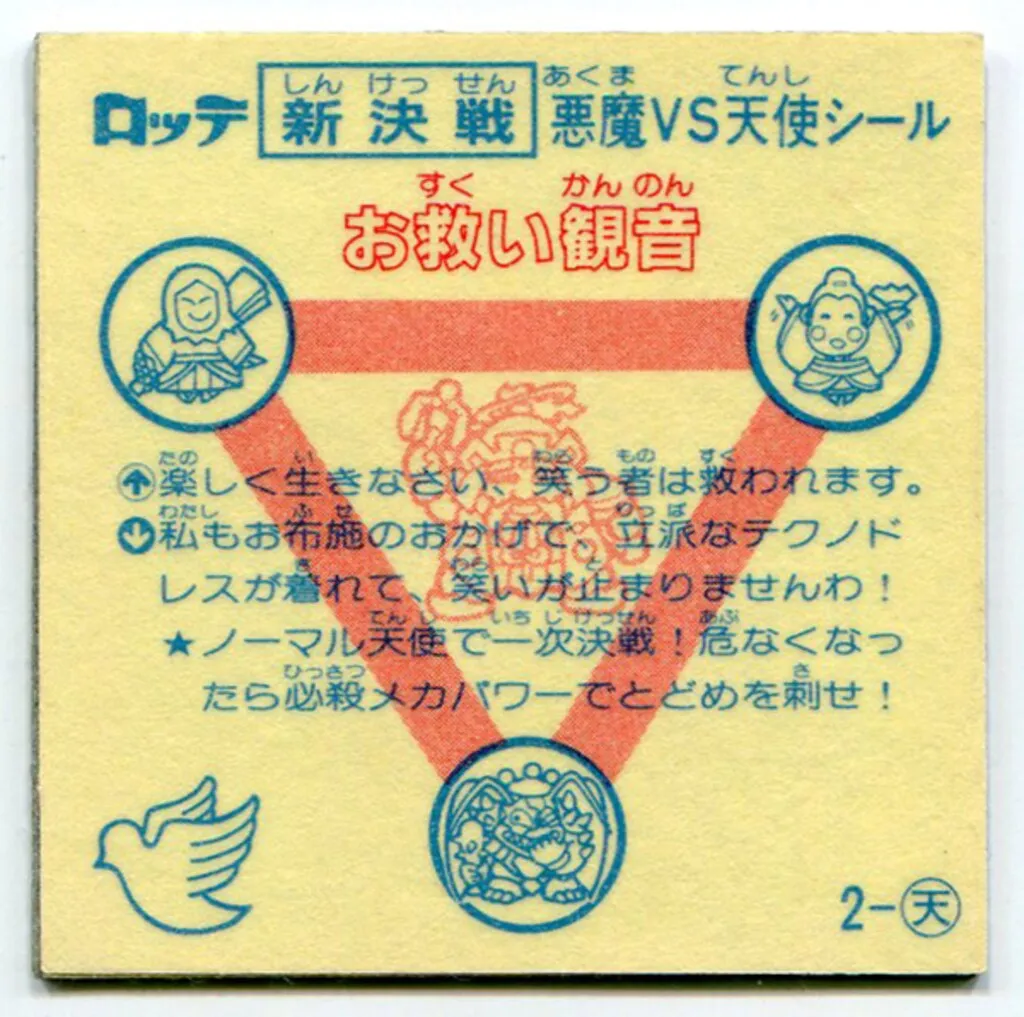 ロッテ 新決戦 悪魔VS天使シール
しん けっ せん あくま てんし
お救い観音
すく かん のん
楽しく生きなさい、笑う者は救われます。
たの い わら もの すく
私もお布施のおかげで、立派なテクノド
わたし ふせ りっぱ
レスが着れて、笑いが止まりませんわ!
き わら と
★ノーマル天使で一次決戦!危なくなっ
てんし いちじ けっせん あぶ
たら必殺メカパワーでとどめを刺せ!
ひっさつ さ
2-天